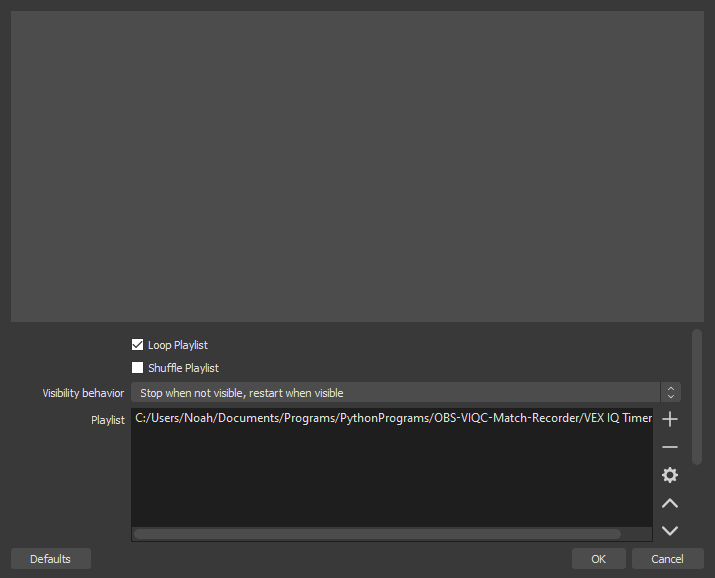 Loop Playlist
Shuffle Playlist
Visibility behavior
Stop when not visible, restart when visible
Playlist
C:/Users/Noah/Documents/Programs/PythonPrograms/OBS-VIQC-Match-Recorder/VEX IQ Timer
Defaults
OK
Cancel